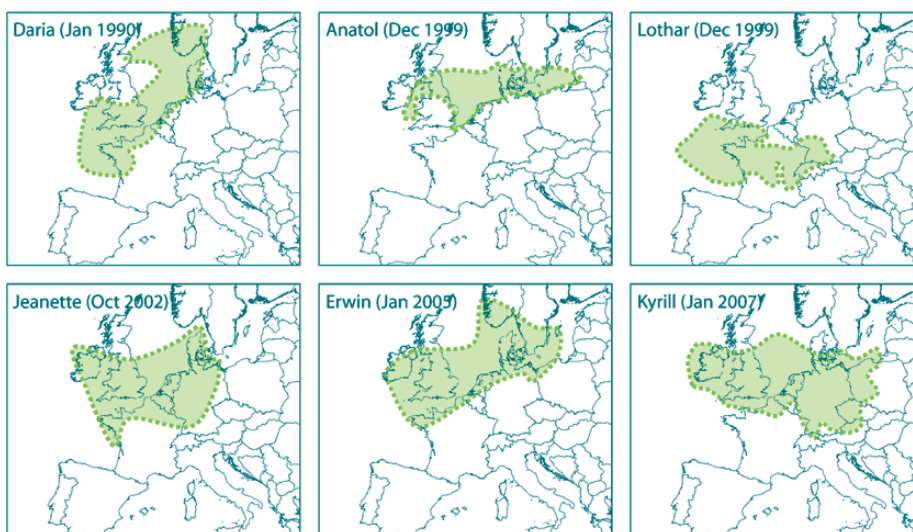 Daria (Jan 1990)
Anatol (Dec 1999)
Lothar (Dec 1999)
Jeanette (Oct 2002)
Erwin (Jan 2005)
Kyrill (Jan 2007)